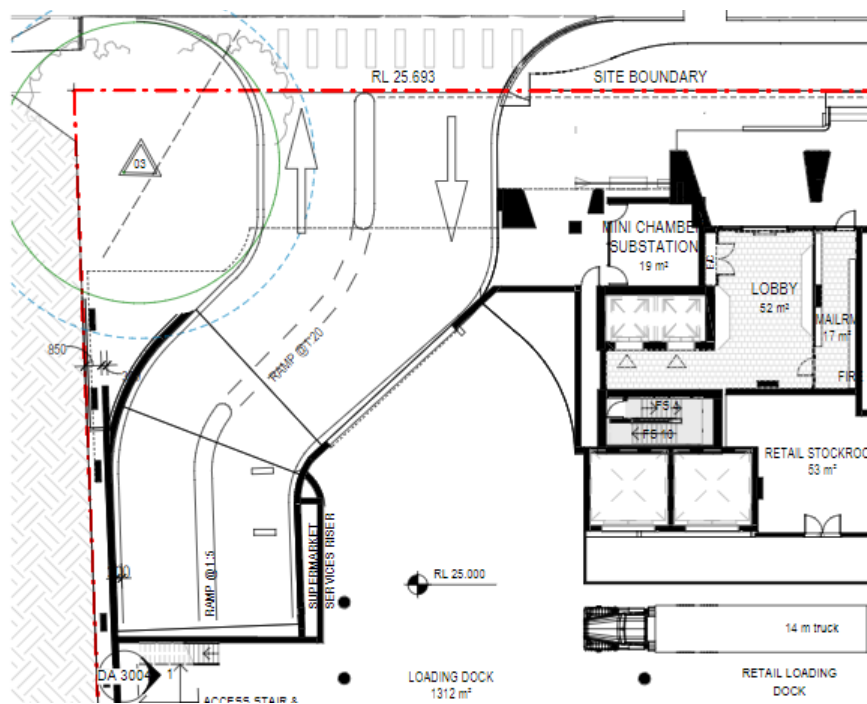 RL 25.693
SITE BOUNDARY
03
MINI CHAMBER
SUBSTATION
19 m²
LOBBY
52 m²
MAILRM
17 m²
FIRE
850
RAMP @1:20
RETAIL STOCKROO
53 m²
SUPERMARKET
SERVICES RISER
RAMP @1:5
RL 25.000
14 m truck
DA 3004
1
LOADING DOCK
1312 m²
RETAIL LOADING
DOCK
ACCESS STAIR &